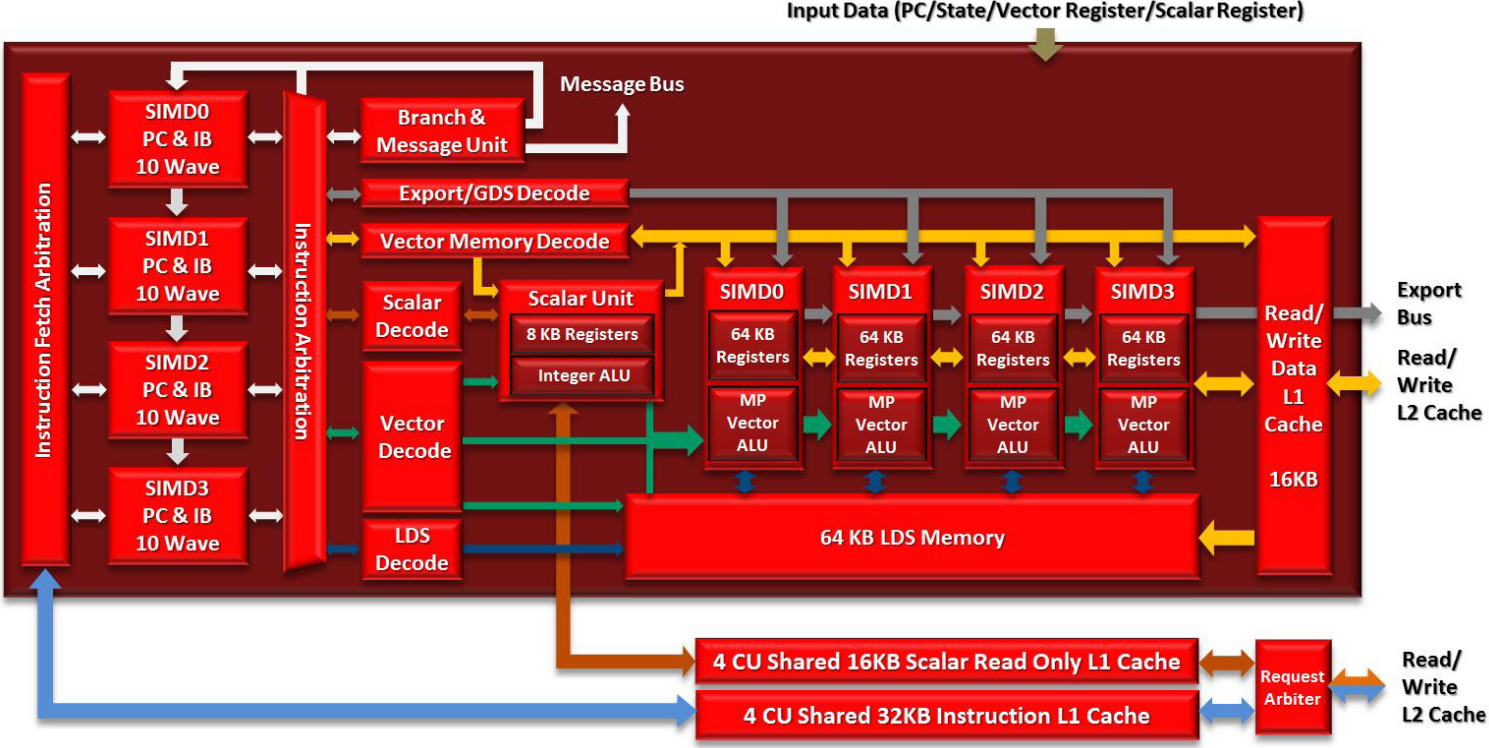 Input Data (PC/State/Vector Register/Scalar Register)
Instruction Fetch Arbitration
SIMD0
PC & IB
10 Wave
SIMD1
PC & IB
10 Wave
SIMD2
PC & IB
10 Wave
SIMD3
PC & IB
10 Wave
Instruction Arbitration
Branch &
Message Unit
Message Bus
Export/GDS Decode
Vector Memory Decode
Scalar
Decode
Scalar Unit
8 KB Registers
Integer ALU
Vector
Decode
LDS
Decode
SIMD0
64 KB
Registers
MP
Vector
ALU
SIMD1
64 KB
Registers
MP
Vector
ALU
SIMD2
64 KB
Registers
MP
Vector
ALU
SIMD3
64 KB
Registers
MP
Vector
ALU
64 KB LDS Memory
Read/
Write
Data
L1
Cache
16KB
Export
Bus
Read/
Write
L2 Cache
4 CU Shared 16KB Scalar Read Only L1 Cache
4 CU Shared 32KB Instruction L1 Cache
Request
Arbiter
Read/
Write
L2 Cache